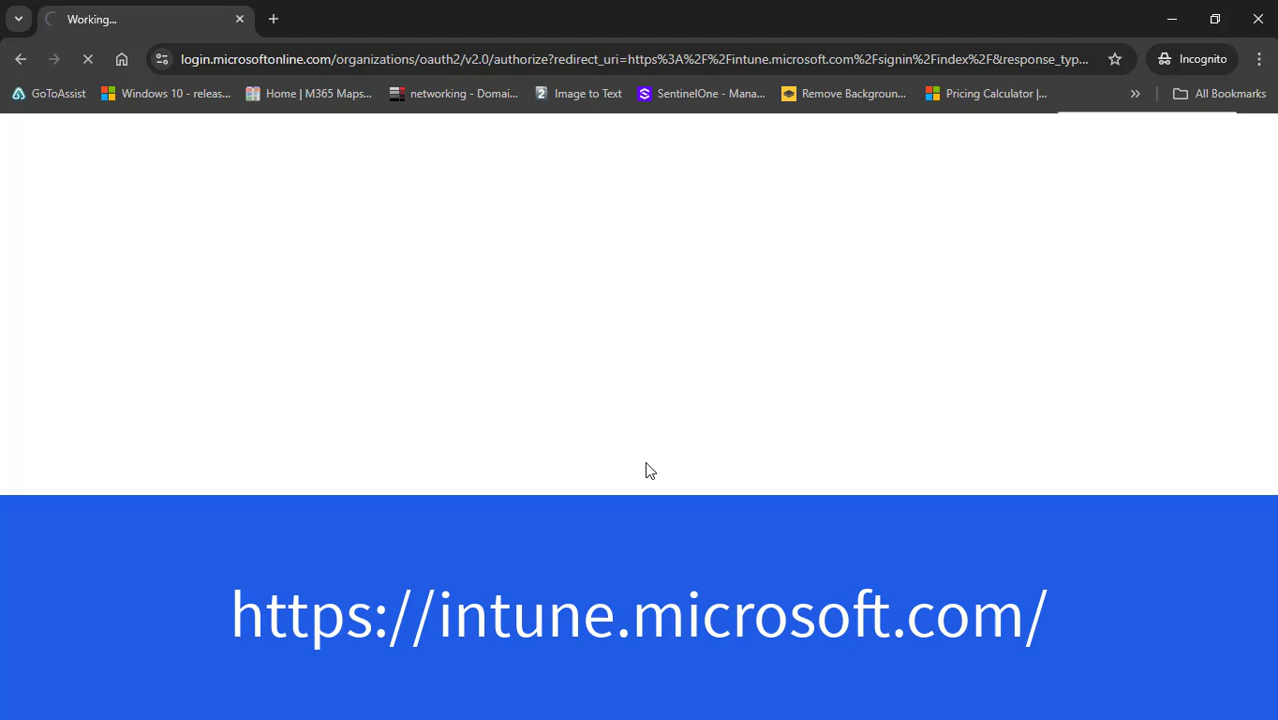 Working...
login.microsoftonline.com/organizations/oauth2/v2.0/authorize?redirect_uri=https%3A%2F%2Fintune.microsoft.com%2Fsignin%2Findex%2F&response_typ...
Incognito
GoToAssist
Windows 10 - releas...
Home | M365 Maps...
networking - Domai...
Image to Text
SentinelOne - Mana...
Remove Backgroun...
Pricing Calculator |...
All Bookmarks
https://intune.microsoft.com/